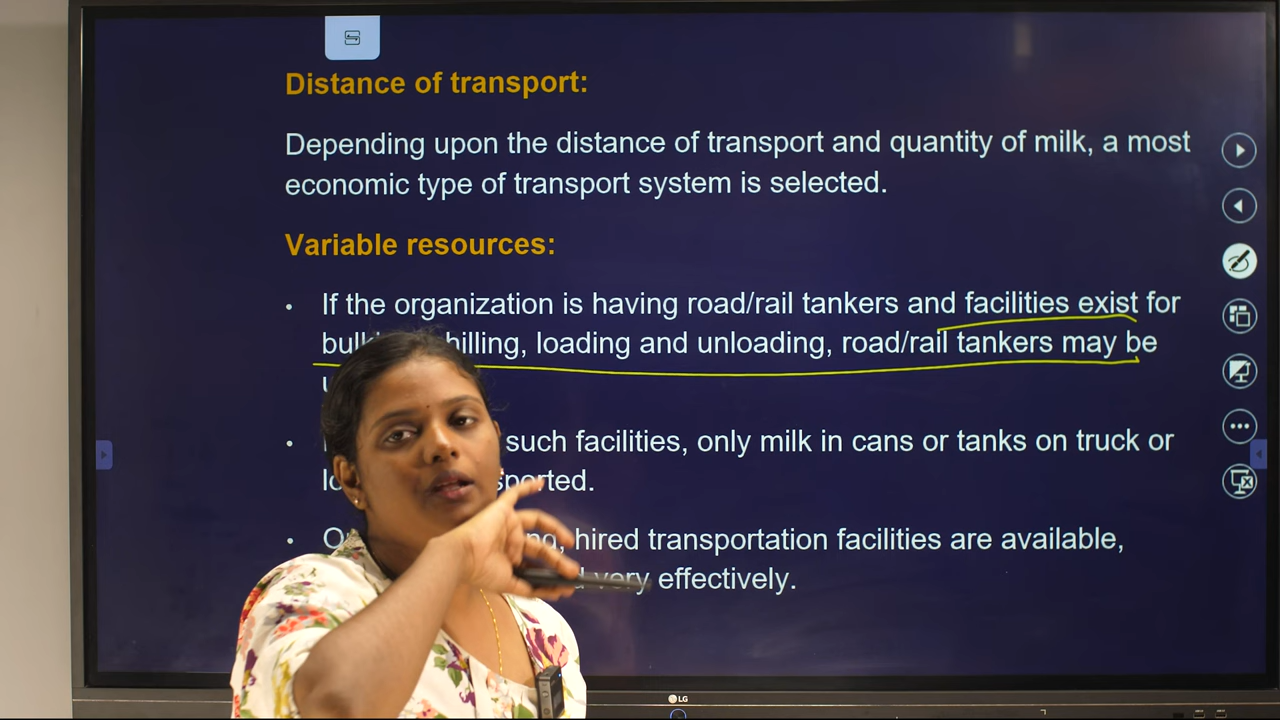 Distance of transport:
Depending upon the distance of transport and quantity of milk, a most
economic type of transport system is selected.
Variable resources:
• If the organization is having road/rail tankers and facilities exist for
loading and unloading, road/rail tankers may be
• such facilities, only milk in cans or tanks on truck or
• hired transportation facilities are available,
very effectively.
LG